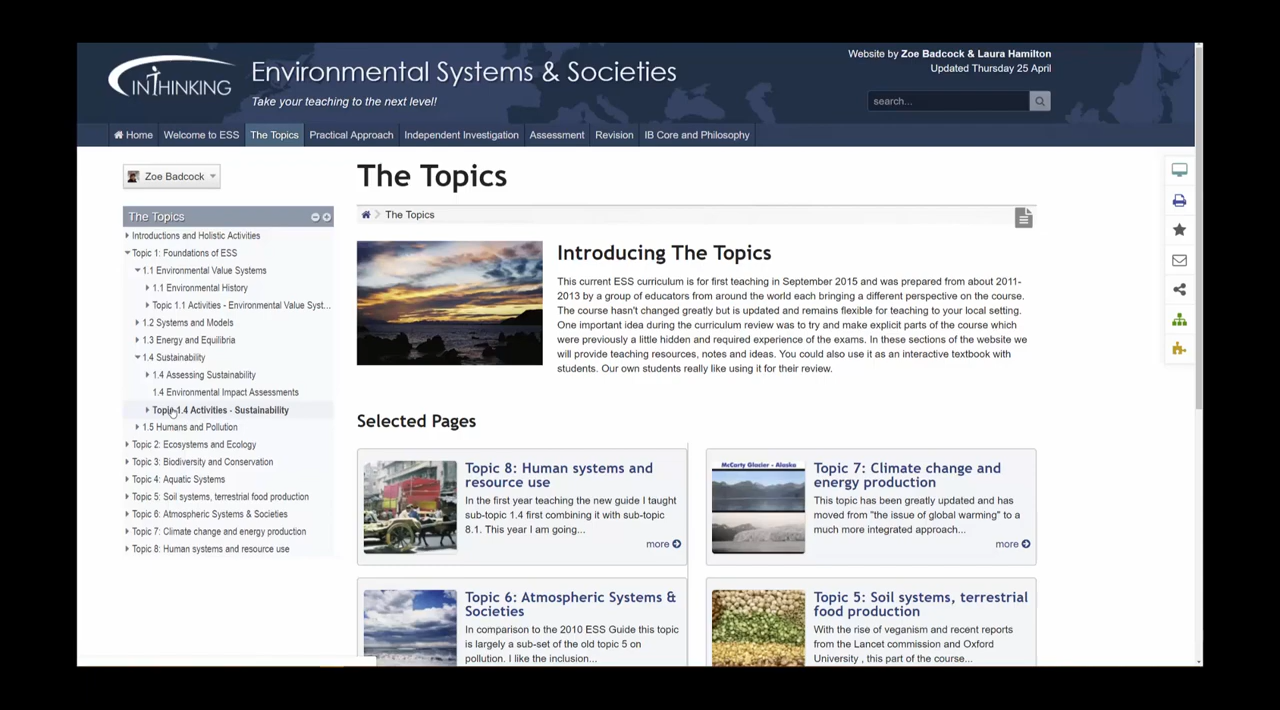 INTHINKING
Environmental Systems & Societies
Take your teaching to the next level!
Website by Zoe Badcock & Laura Hamilton
Updated Thursday 25 April
search...
Home
Welcome to ESS
The Topics
Practical Approach
Independent Investigation
Assessment
Revision
IB Core and Philosophy
Zoe Badcock
The Topics
Introductions and Holistic Activities
Topic 1: Foundations of ESS
1.1 Environmental Value Systems
1.1 Environmental History
Topic 1.1 Activities - Environmental Value Syst...
1.2 Systems and Models
1.3 Energy and Equilibria
1.4 Sustainability
1.4 Assessing Sustainability
1.4 Environmental Impact Assessments
Topic 1.4 Activities - Sustainability
1.5 Humans and Pollution
Topic 2: Ecosystems and Ecology
Topic 3: Biodiversity and Conservation
Topic 4: Aquatic Systems
Topic 5: Soil systems, terrestrial food production
Topic 6: Atmospheric Systems & Societies
Topic 7: Climate change and energy production
Topic 8: Human systems and resource use
The Topics
The Topics
Introducing The Topics
This current ESS curriculum is for first teaching in September 2015 and was prepared from about 2011-
2013 by a group of educators from around the world each bringing a different perspective on the course.
The course hasn't changed greatly but is updated and remains flexible for teaching to your local setting.
One important idea during the curriculum review was to try and make explicit parts of the course which
were previously a little hidden and required experience of the exams. In these sections of the website we
will provide teaching resources, notes and ideas. You could also use it as an interactive textbook with
students. Our own students really like using it for their review.
Selected Pages
Topic 8: Human systems and
resource use
In the first year teaching the new guide I taught
sub-topic 1.4 first combining it with sub-topic
8.1. This year I am going...
more
McCarty Glacier - Alaska
Topic 7: Climate change and
energy production
This topic has been greatly updated and has
moved from "the issue of global warming" to a
much more integrated approach...
more
Topic 6: Atmospheric Systems &
Societies
In comparison to the 2010 ESS Guide this topic
is largely a sub-set of the old topic 5 on
pollution. I like the inclusion...
Topic 5: Soil systems, terrestrial
food production
With the rise of veganism and recent reports
from the Lancet commission and Oxford
University , this part of the course...